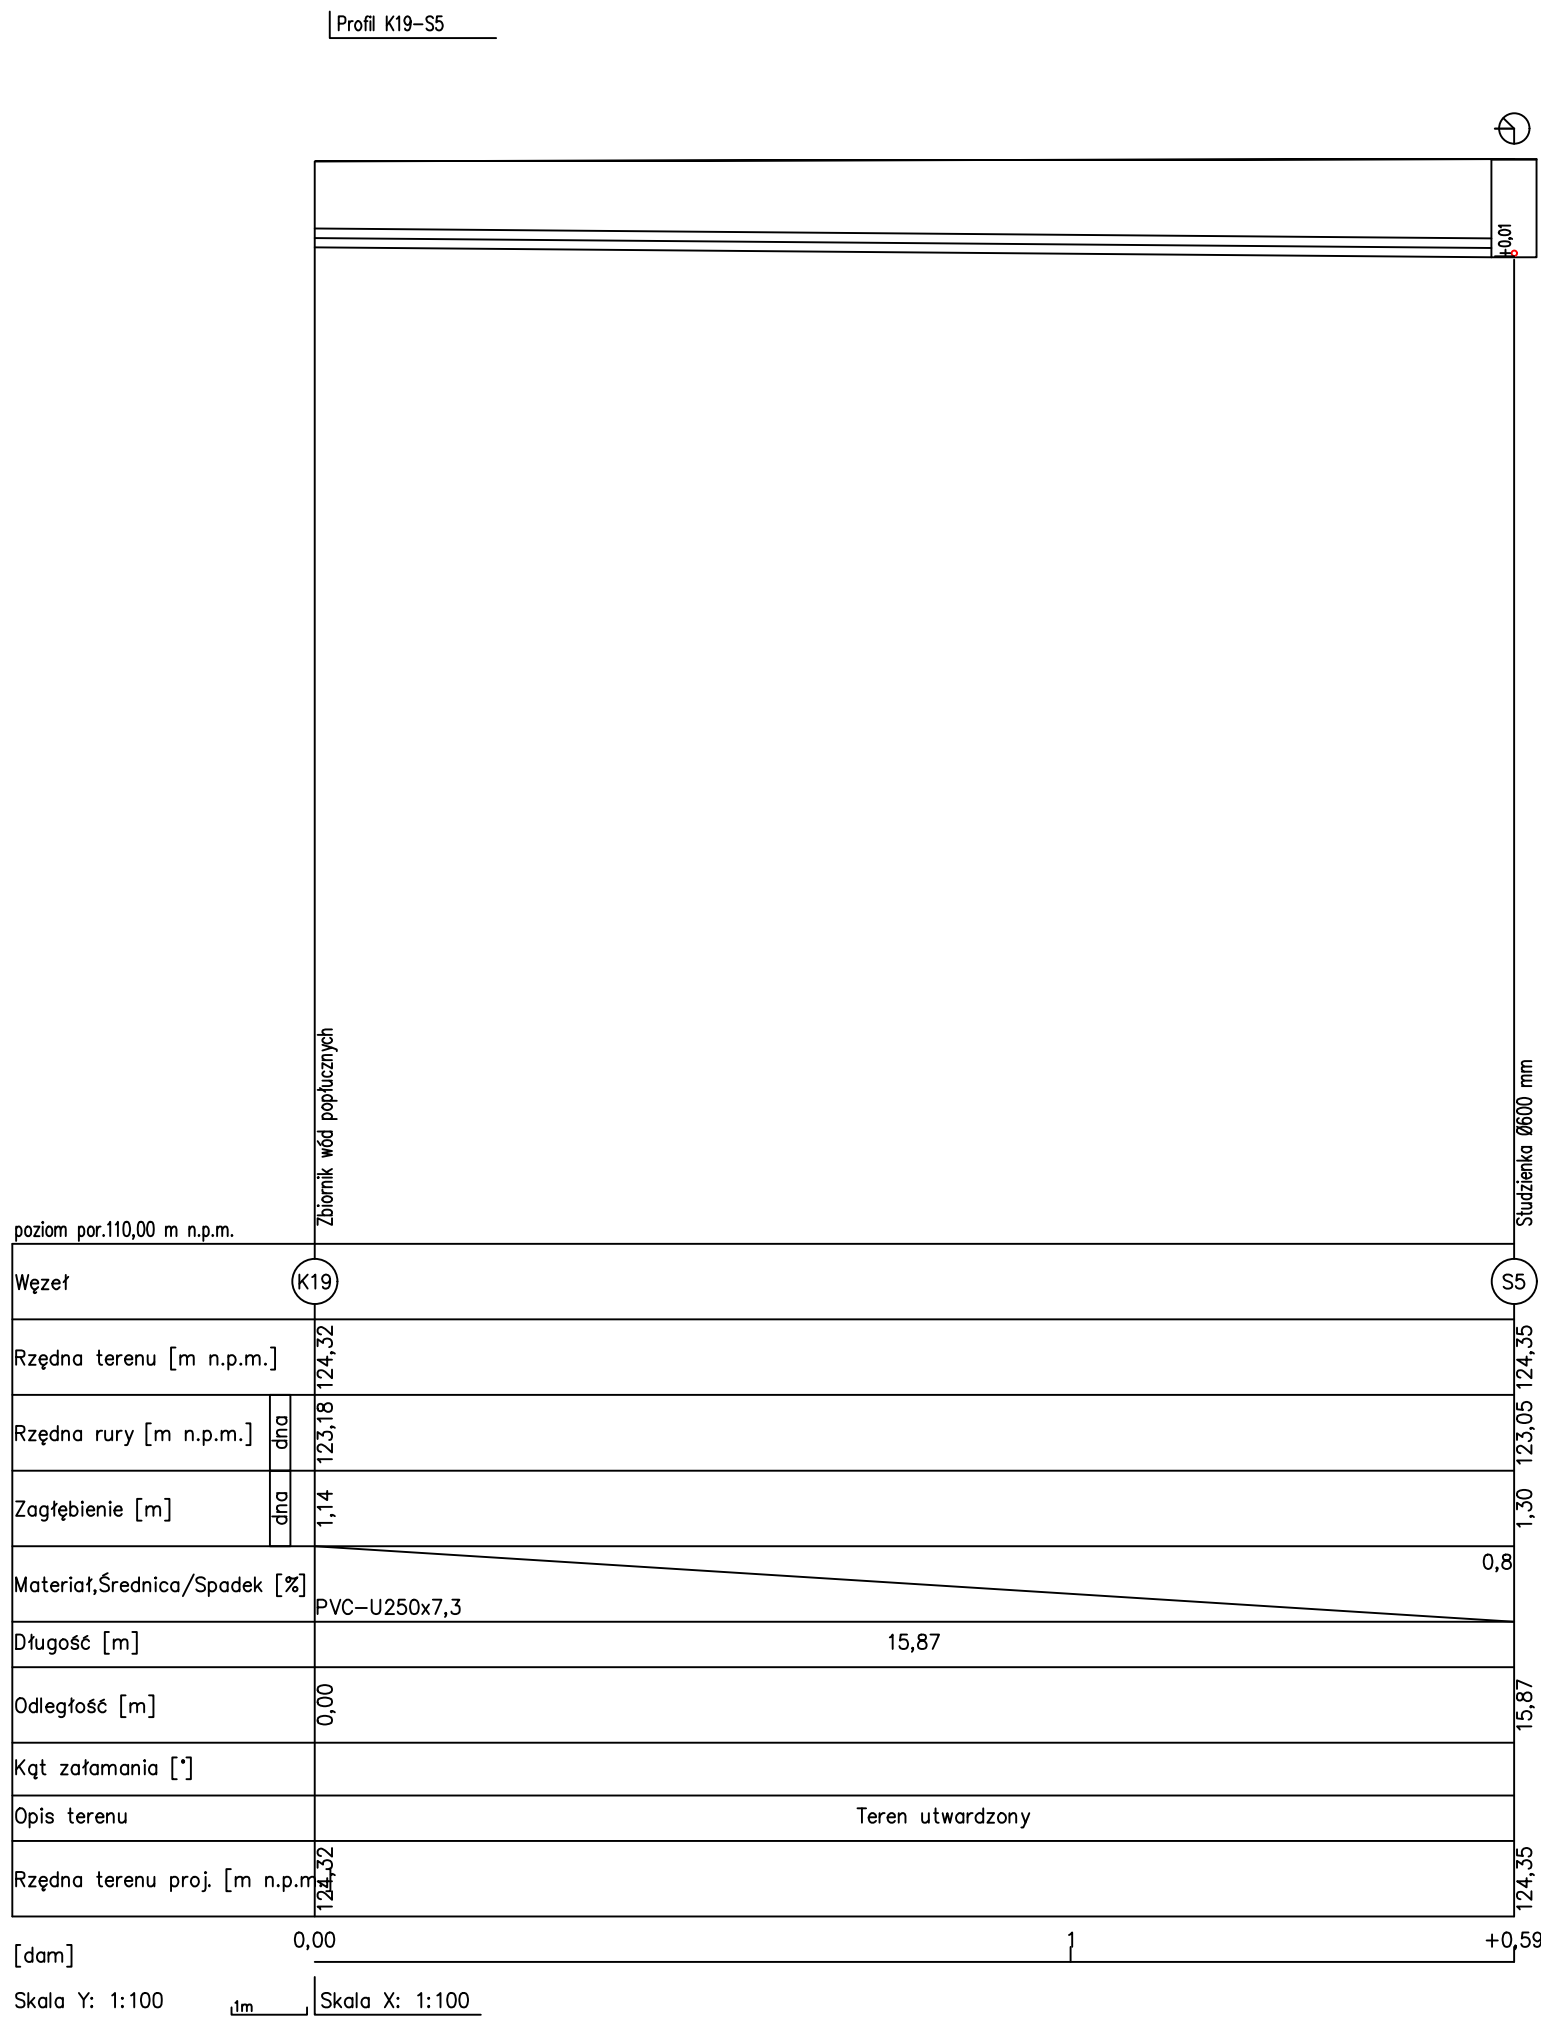 Profil K19-S5
+0,01
Zbiornik wód popłucznych
Studzienka Ø600 mm
poziom por.110,00 m n.p.m.
Węzeł
K19
S5
Rzędna terenu [m n.p.m.]
124,32
124,35
Rzędna rury [m n.p.m.]
dna
123,18
123,05
Zagłębienie [m]
dna
1,14
1,30
Materiał,Średnica/Spadek [%]
PVC-U250x7,3
0,8
Długość [m]
15,87
Odległość [m]
0,00
15,87
Kąt załamania [°]
Opis terenu
Teren utwardzony
Rzędna terenu proj. [m n.p.m.]
124,32
124,35
[dam]
0,00
1
+0,59
Skala Y: 1:100
1m
Skala X: 1:100